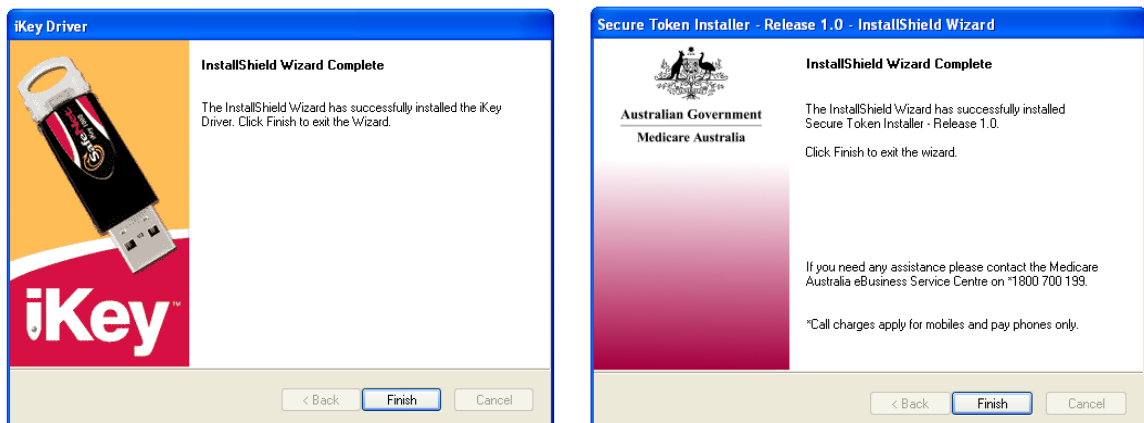 iKey Driver
InstallShield Wizard Complete
The InstallShield Wizard has successfully installed the iKey
Driver. Click Finish to exit the Wizard.
SafeNet
iKey 1000
iKey™
< Back
Finish
Cancel
Secure Token Installer - Release 1.0 - InstallShield Wizard
Australian Government
Medicare Australia
InstallShield Wizard Complete
The InstallShield Wizard has successfully installed
Secure Token Installer - Release 1.0.
Click Finish to exit the wizard.
If you need any assistance please contact the Medicare
Australia eBusiness Service Centre on *1800 700 199.
*Call charges apply for mobiles and pay phones only.
< Back
Finish
Cancel